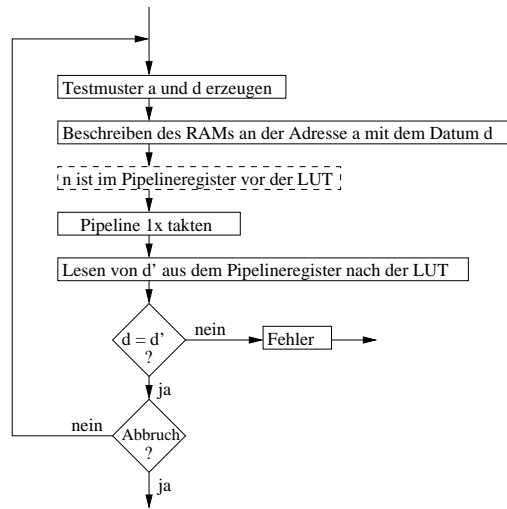 Testmuster a und d erzeugen
Beschreiben des RAMs an der Adresse a mit dem Datum d
n ist im Pipelineregister vor der LUT
Pipeline 1x takten
Lesen von d’ aus dem Pipelineregister nach der LUT
d = d’
?
nein
Fehler
ja
nein
Abbruch
?
ja